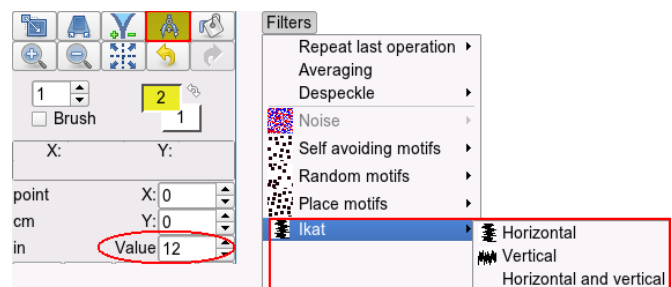 1
2
1
Brush
X: Y:
point X: 0
cm Y: 0
in Value 12
Filters
Repeat last operation
Averaging
Despeckle
Noise
Self avoiding motifs
Random motifs
Place motifs
Ikat
Horizontal
Vertical
Horizontal and vertical